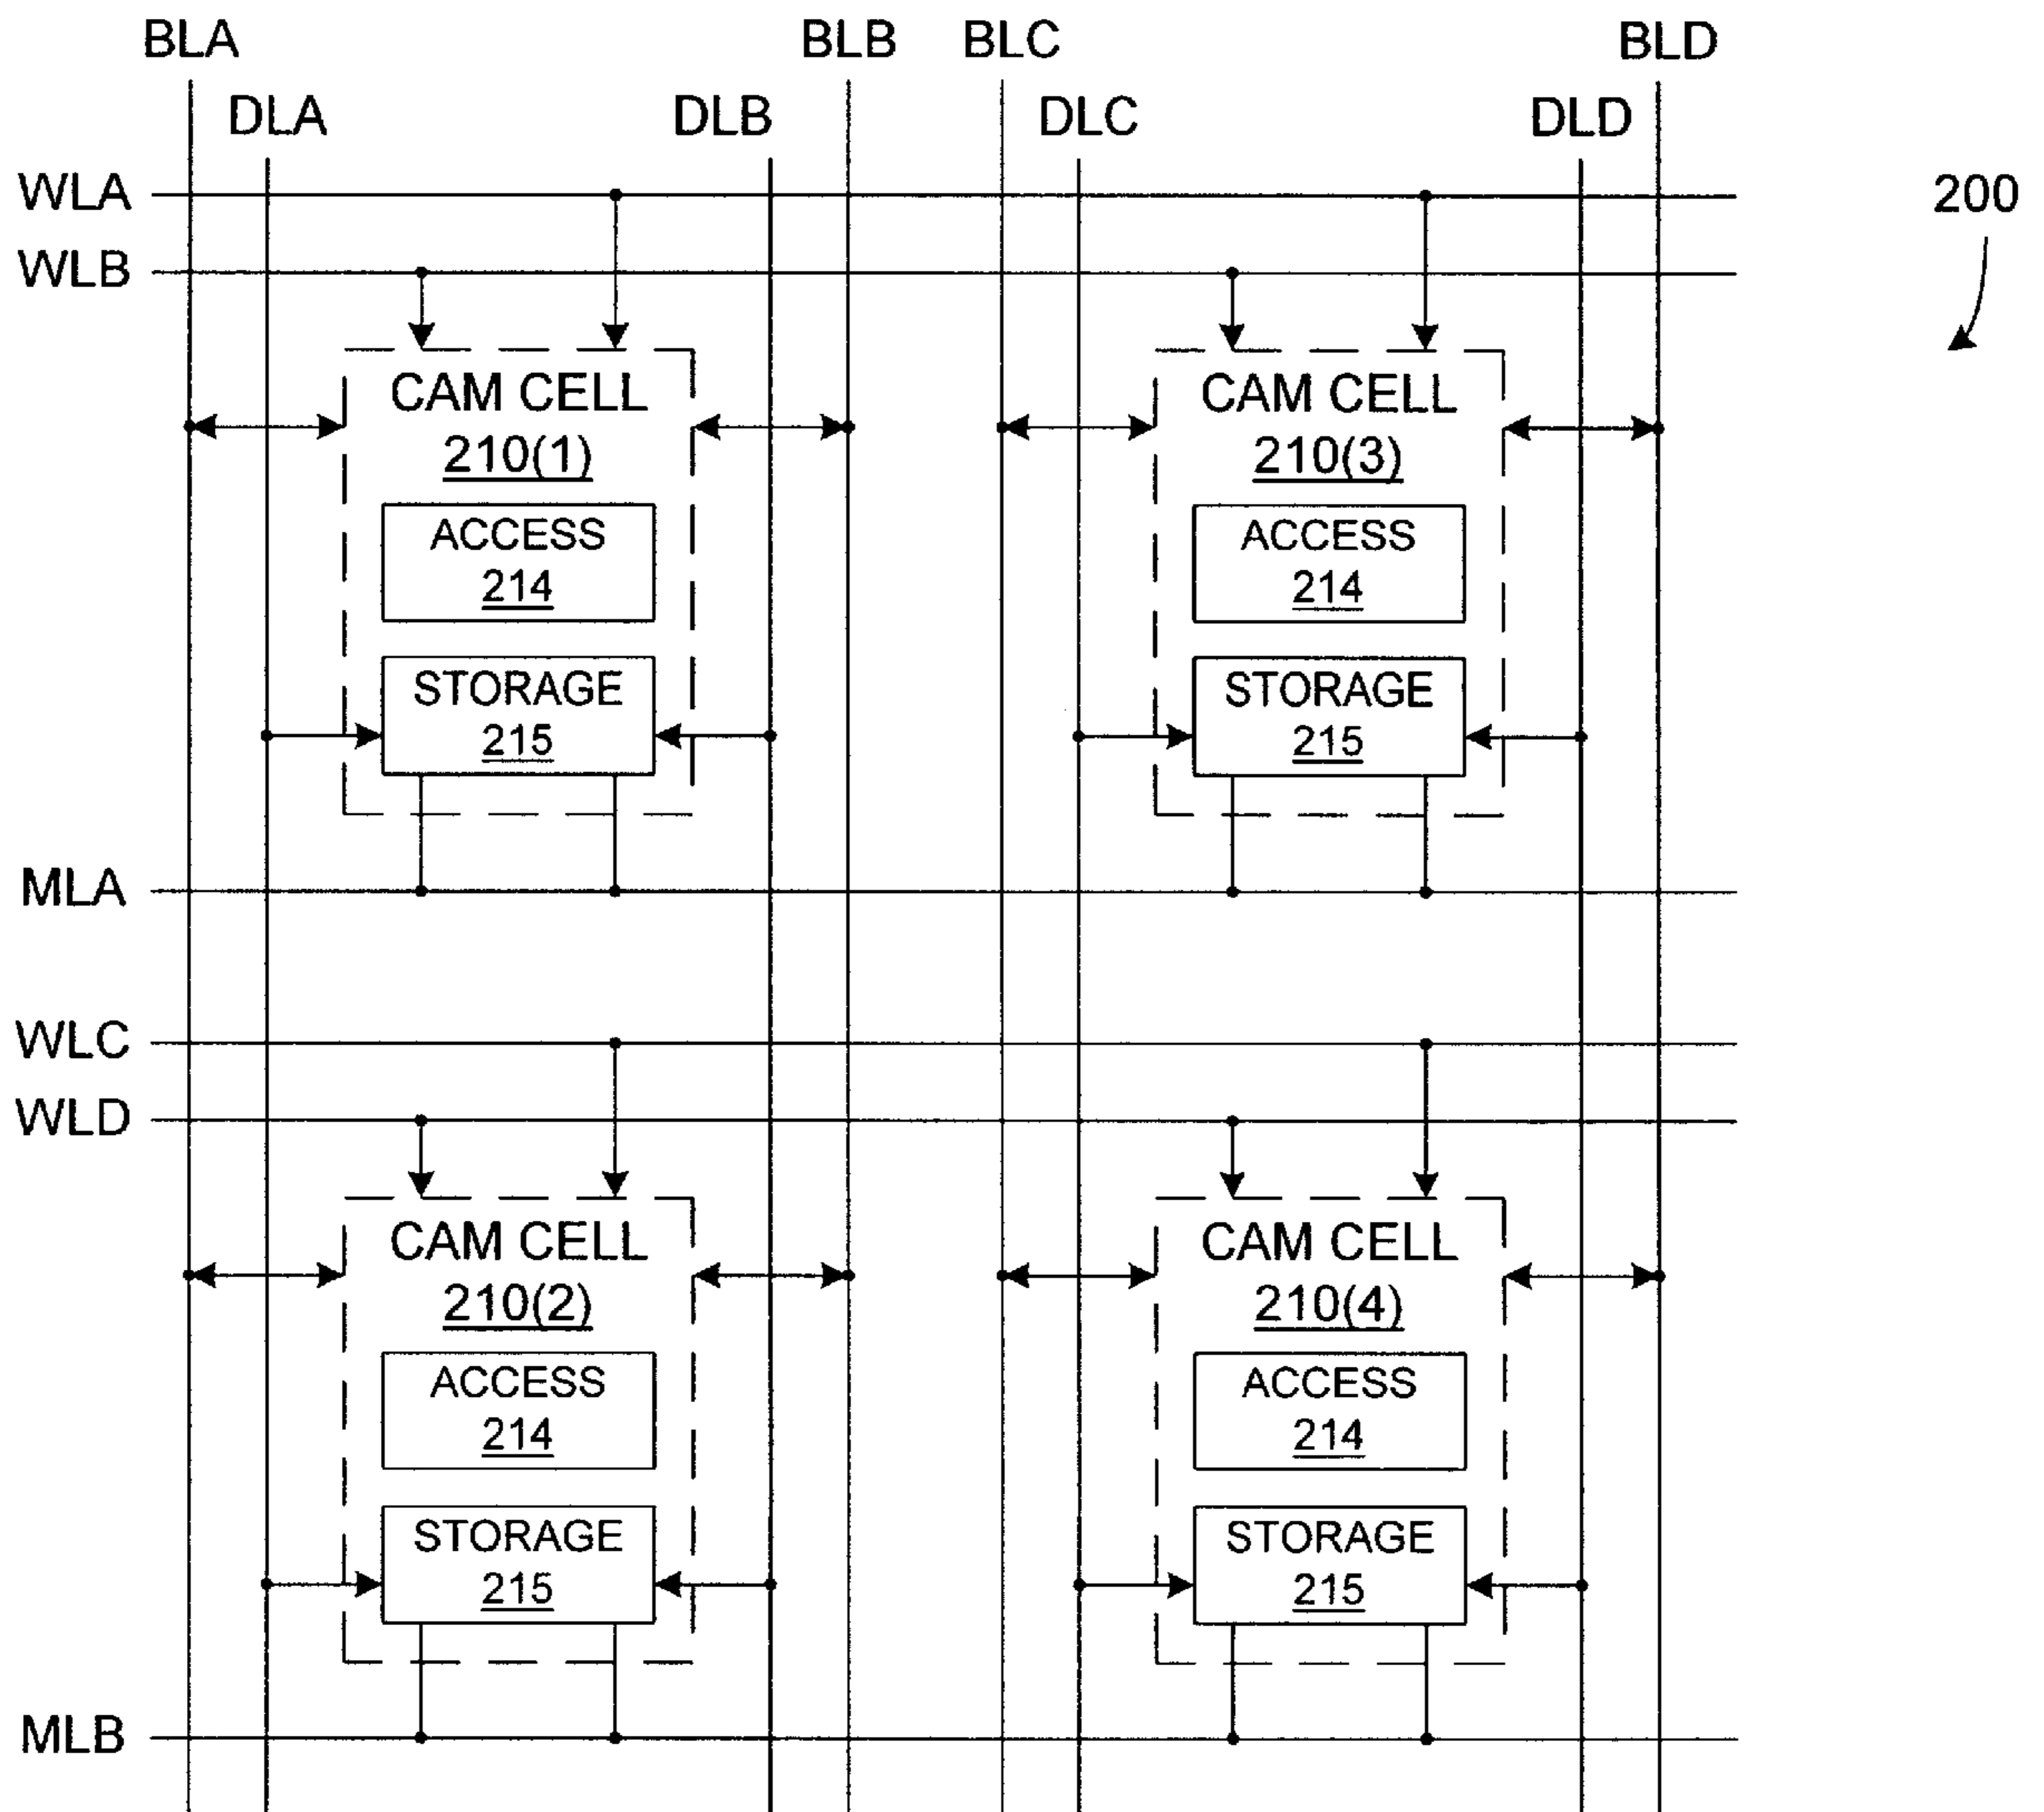 BLA BLB BLC BLD
DLA DLB DLC DLD
WLA
200
WLB
CAM CELL CAM CELL
210(1) 210(3)
ACCESS ACCESS
214 214
STORAGE STORAGE
215 215
MLA
WLC
WLD
CAM CELL CAM CELL
210(2) 210(4)
ACCESS ACCESS
214 214
STORAGE STORAGE
215 215
MLB